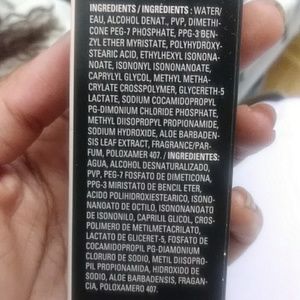 INGREDIENTS / INGRÉDIENTS : WATER/
EAU, ALCOHOL DENAT., PVP, DIMETHI-
CONE PEG-7 PHOSPHATE, PPG-3 BEN-
ZYL ETHER MYRISTATE, POLYHYDROXY-
STEARIC ACID, ETHYLHEXYL ISONONA-
NOATE, ISONONYL ISONONANOATE,
CAPRYLYL GLYCOL, METHYL METHA-
CRYLATE CROSSPOLYMER, GLYCERETH-5
LACTATE, SODIUM COCAMIDOPROPYL
PG-DIMONIUM CHLORIDE PHOSPHATE,
METHYL DIISOPROPYL PROPIONAMIDE,
SODIUM HYDROXIDE, ALOE BARBADEN-
SIS LEAF EXTRACT, FRAGRANCE/PAR-
FUM, POLOXAMER 407. / INGREDIENTES:
AGUA, ALCOHOL DESNATURALIZADO,
PVP, PEG-7 FOSFATO DE DIMETICONA,
PPG-3 MIRISTATO DE BENCIL ETER,
ACIDO POLIHIDROXIESTEARICO, ISONO-
NANOATO DE OCTILO, ISONONANOATO
DE ISONONILO, CAPRILIL GLICOL, CROS-
POLIMERO DE METILMETACRILATO,
LACTATO DE GLICERET-5, FOSFATO DE
COCAMIDOPROPIL PG-DIAMONIUM
CLORURO DE SODIO, METIL DIISOPRO-
PIL PROPIONAMIDA, HIDROXIDO DE
SODIO, ALOE BARBADENSIS, FRAGAN-
CIA, POLOXAMERO 407.